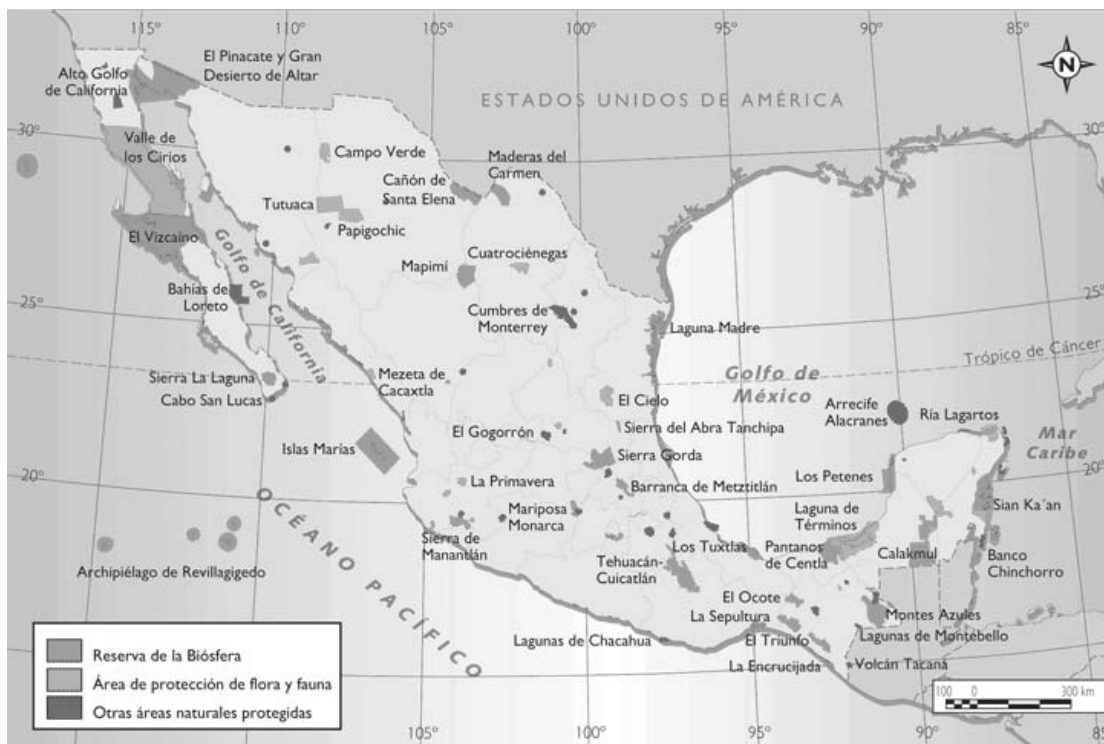 115°
110°
105°
100°
95°
90°
85°
El Pinacate y Gran
Desierto de Altar
Alto Golfo
de California
N
ESTADOS UNIDOS DE AMÉRICA
30°
30°
Valle de
los Cirios
Campo Verde
Maderas del
Carmen
Cañón de
Santa Elena
Tutuaca
Papigochic
El Vizcaíno
Golfo de California
Cuatrociénegas
Mapimí
Bahías de
Loreto
25°
25°
Cumbres de
Monterrey
Laguna Madre
Trópico de Cáncer
Golfo de
México
Sierra La Laguna
Mezeta de
Cacaxtla
Cabo San Lucas
El Cielo
Arrecife
Alacranes
Ría Lagartos
Mar
Caribe
El Gogorrón
Sierra del Abra Tanchipa
Islas Marías
Sierra Gorda
Los Petenes
20°
20°
La Primavera
Barranca de Metztitlán
Mariposa
Monarca
Laguna de
Términos
Sian Ka´an
OCÉANO PACÍFICO
Sierra de
Manantlán
Los Tuxtlas
Pantanos
de Centla
Calakmul
Banco
Chinchorro
Tehuacán-
Cuicatlán
Archipiélago de Revillagigedo
El Ocote
La Sepultura
Montes Azules
Lagunas de Chacahua
El Triunfo
Lagunas de Montebello
La Encrucijada
Volcán Tacaná
Reserva de la Biósfera
Área de protección de flora y fauna
Otras áreas naturales protegidas
100 0 300 km
105°
100°
95°
90°
85°